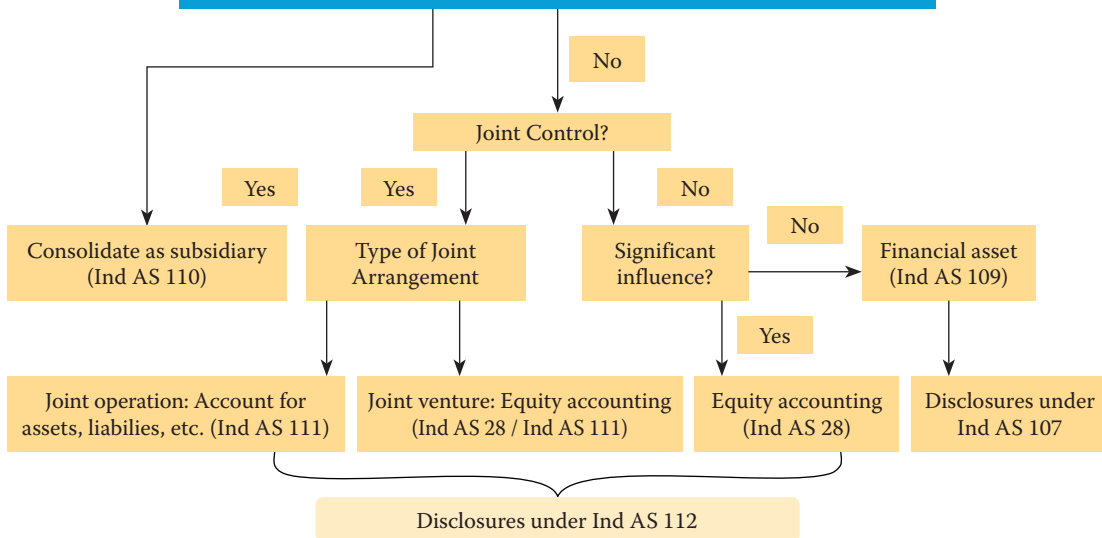 No
Joint Control?
Yes
Yes
No
No
Consolidate as subsidiary
(Ind AS 110)
Type of Joint
Arrangement
Significant
influence?
Financial asset
(Ind AS 109)
Yes
Joint operation: Account for
assets, liabilies, etc. (Ind AS 111)
Joint venture: Equity accounting
(Ind AS 28 / Ind AS 111)
Equity accounting
(Ind AS 28)
Disclosures under
Ind AS 107
Disclosures under Ind AS 112